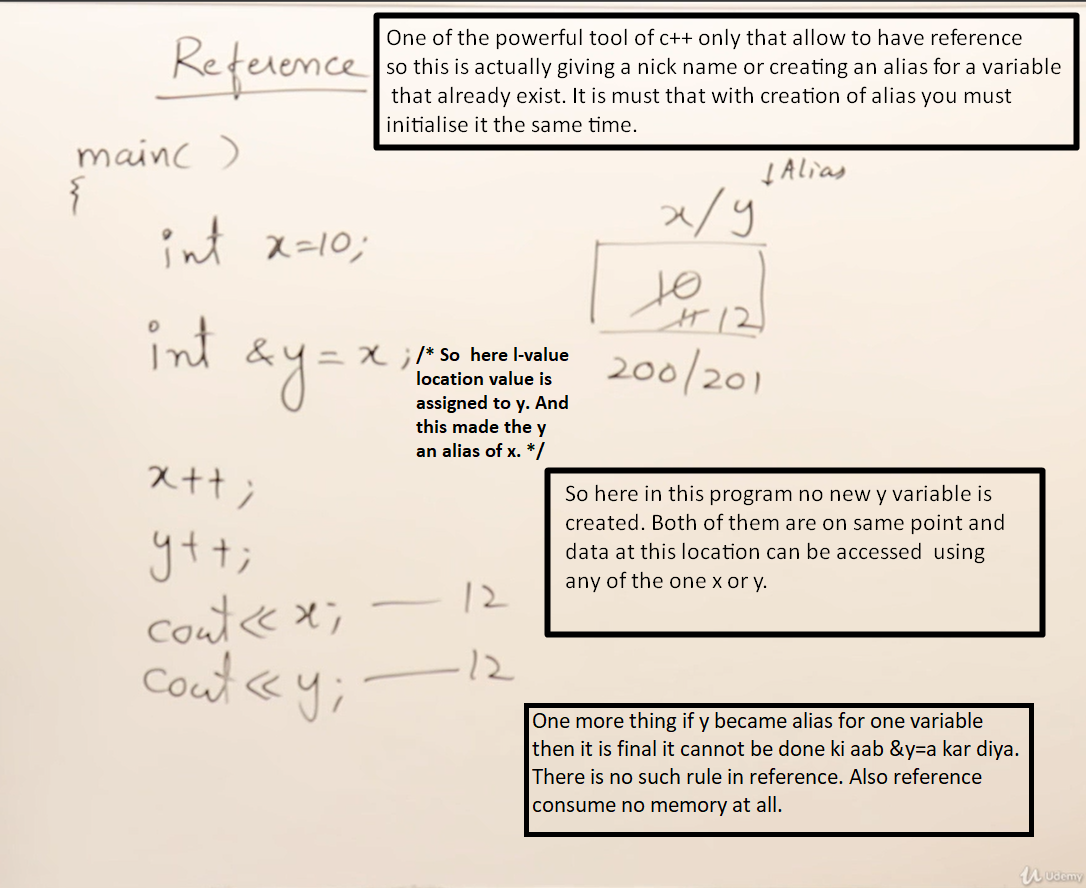 Reference
One of the powerful tool of c++ only that allow to have reference
so this is actually giving a nick name or creating an alias for a variable
that already exist. It is must that with creation of alias you must
initialise it the same time.
main( )
{
↓Alias
x/y
int x=10;
10
11 12
200/201
int &y = x ;
/* So here l-value
location value is
assigned to y. And
this made the y
an alias of x. */
x++;
y++;
So here in this program no new y variable is
created. Both of them are on same point and
data at this location can be accessed using
any of the one x or y.
cout<< x; — 12
cout<< y; — 12
One more thing if y became alias for one variable
then it is final it cannot be done ki aab &y=a kar diya.
There is no such rule in reference. Also reference
consume no memory at all.
Udemy